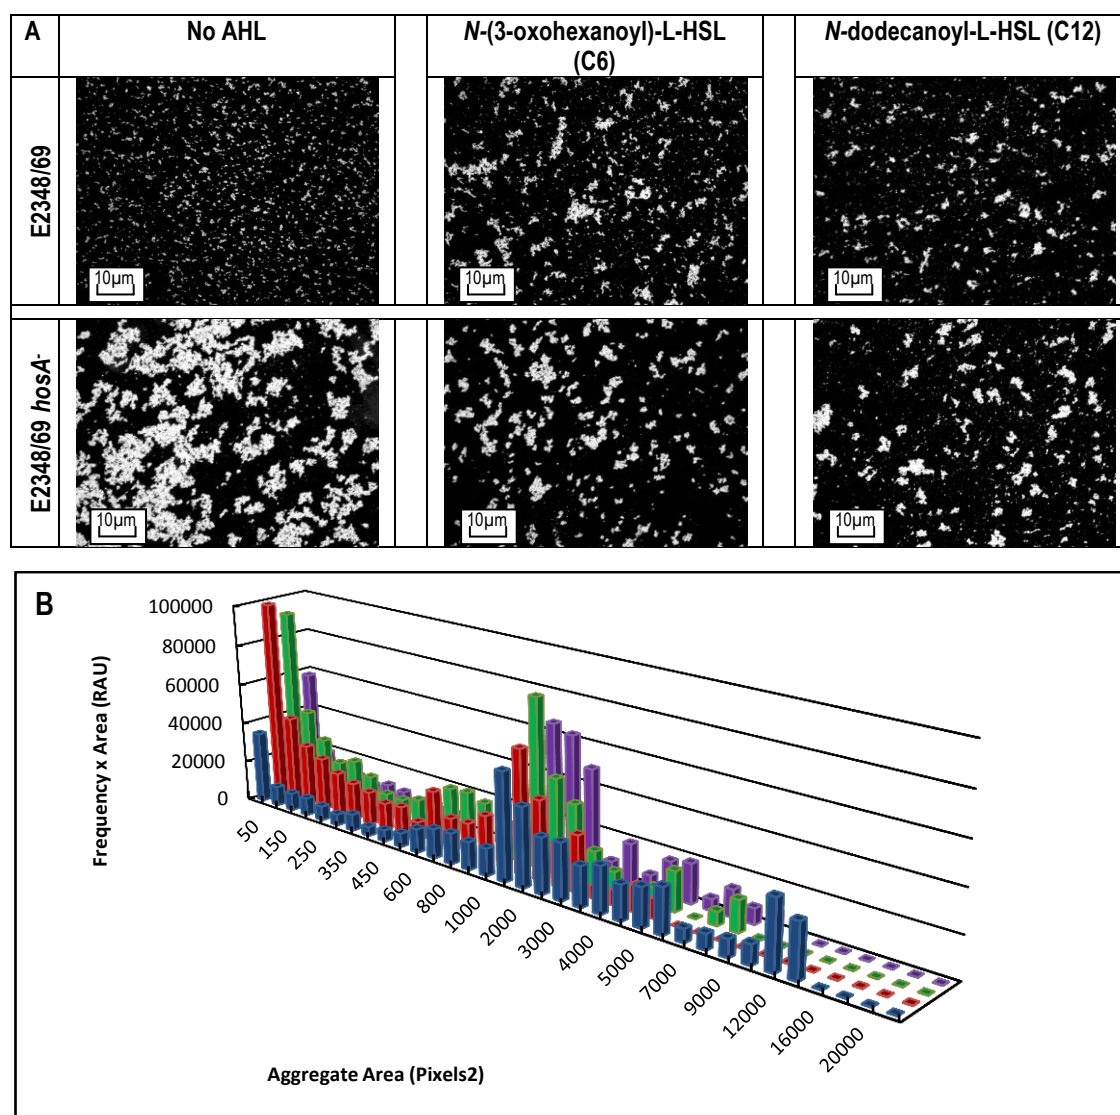 A
No AHL
N-(3-oxohexanoyl)-L-HSL
(C6)
N-dodecanoyl-L-HSL (C12)
E2348/69
10µm
10µm
10µm
E2348/69 hosA-
10µm
10µm
10µm
B
100000
80000
60000
40000
20000
0
Frequency x Area (RAU)
50
150
250
350
450
600
800
1000
2000
3000
4000
5000
7000
9000
12000
16000
20000
Aggregate Area (Pixels2)